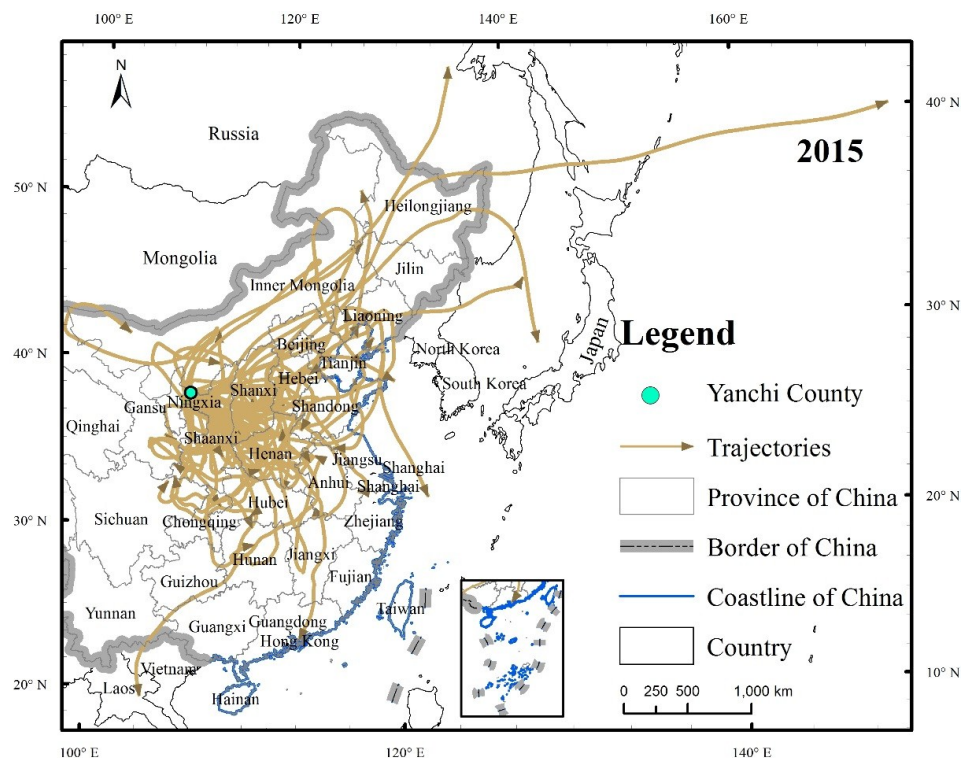 100° E
120° E
140° E
160° E
N
Russia
40° N
2015
50° N
Heilongjiang
Mongolia
Jilin
Inner Mongolia
30° N
Liaoning
Legend
Beijing
40° N
North Korea
Japan
Tianjin
Hebei
South Korea
Shanxi
Yanchi County
Ningxia
Gansu
Shandong
Qinghai
Shaanxi
Trajectories
Henan
Jiangsu
Shanghai
Anhui
Shanghai
Province of China
20° N
Hubei
Sichuan
Chongqing
Zhejiang
30° N
Border of China
Hunan
Jiangxi
Guizhou
Fujian
Coastline of China
Yunnan
Taiwan
Guangxi
Guangdong
Hong Kong
Country
Vietnam
10° N
Laos
20° N
Hainan
0 250 500 1,000 km
100° E
120° E
140° E